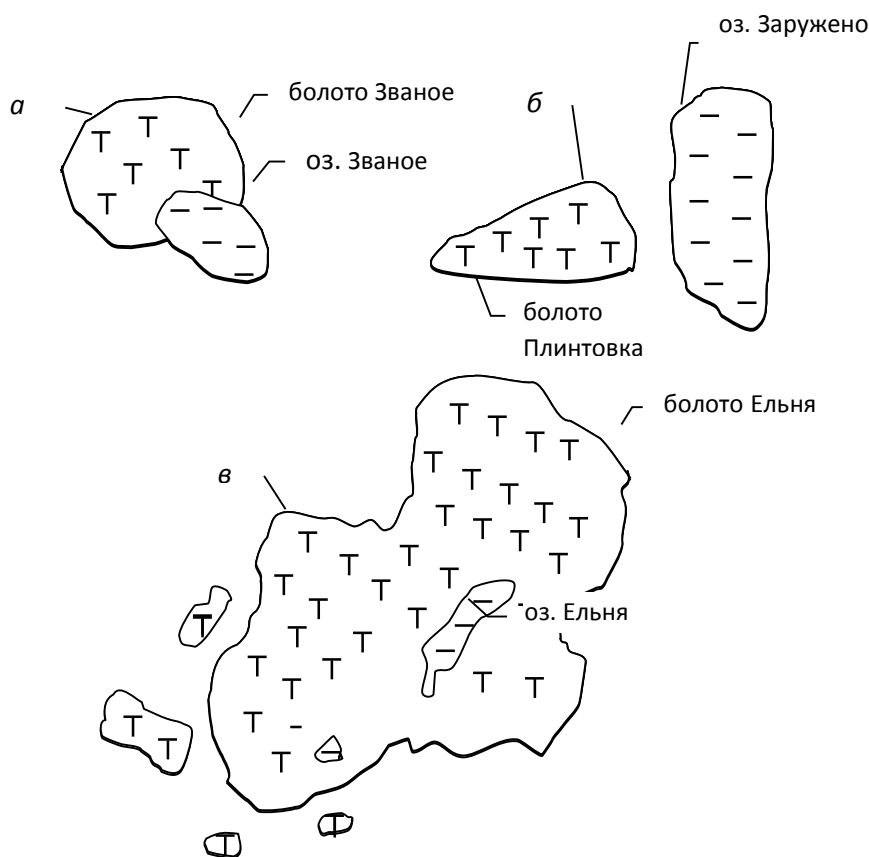 оз. Заружено
а
болото Званое
б
оз. Званое
болото
Плинтовка
болото Ельня
в
оз. Ельня